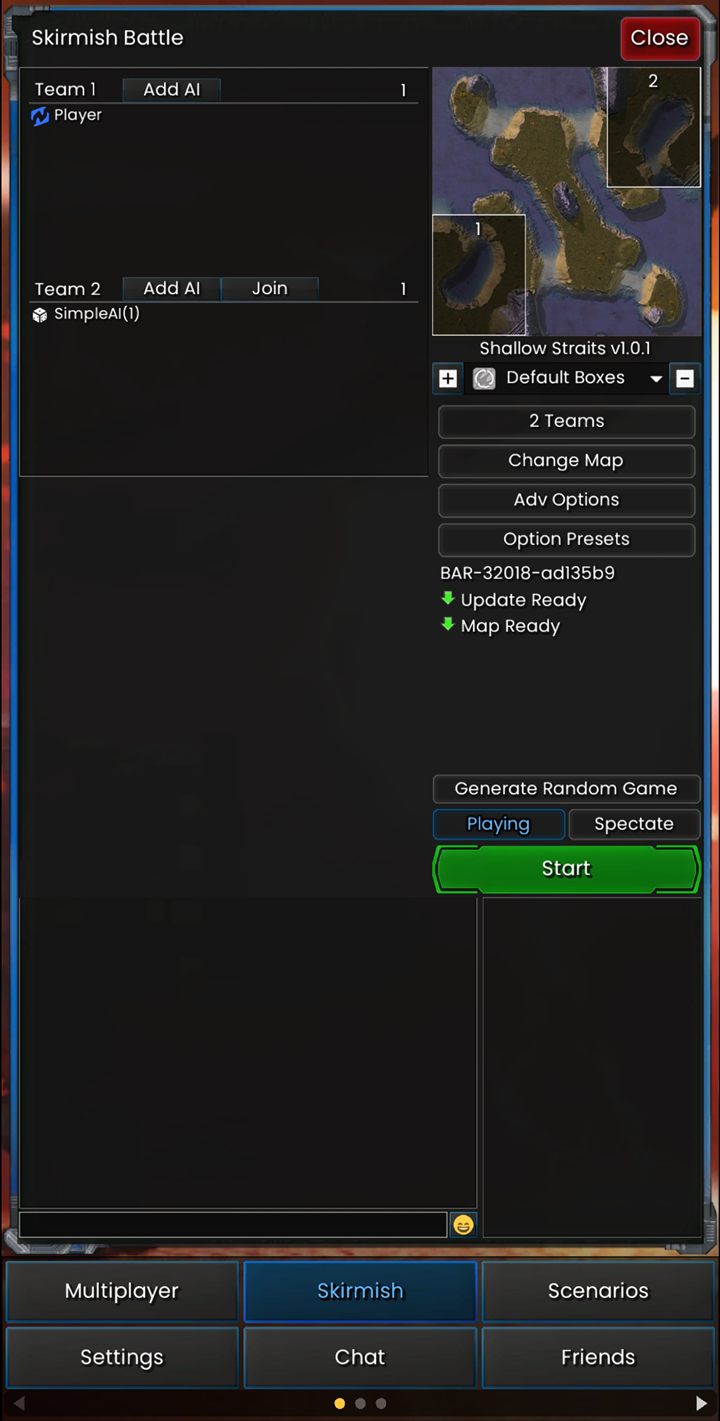 Skirmish Battle
Close
Team 1
Add AI
1
Player
Team 2
Add AI
Join
1
SimpleAI(1)
2
1
Shallow Straits v1.0.1
Default Boxes
2 Teams
Change Map
Adv Options
Option Presets
BAR-32018-ad135b9
Update Ready
Map Ready
Generate Random Game
Playing
Spectate
Start
Multiplayer
Skirmish
Scenarios
Settings
Chat
Friends